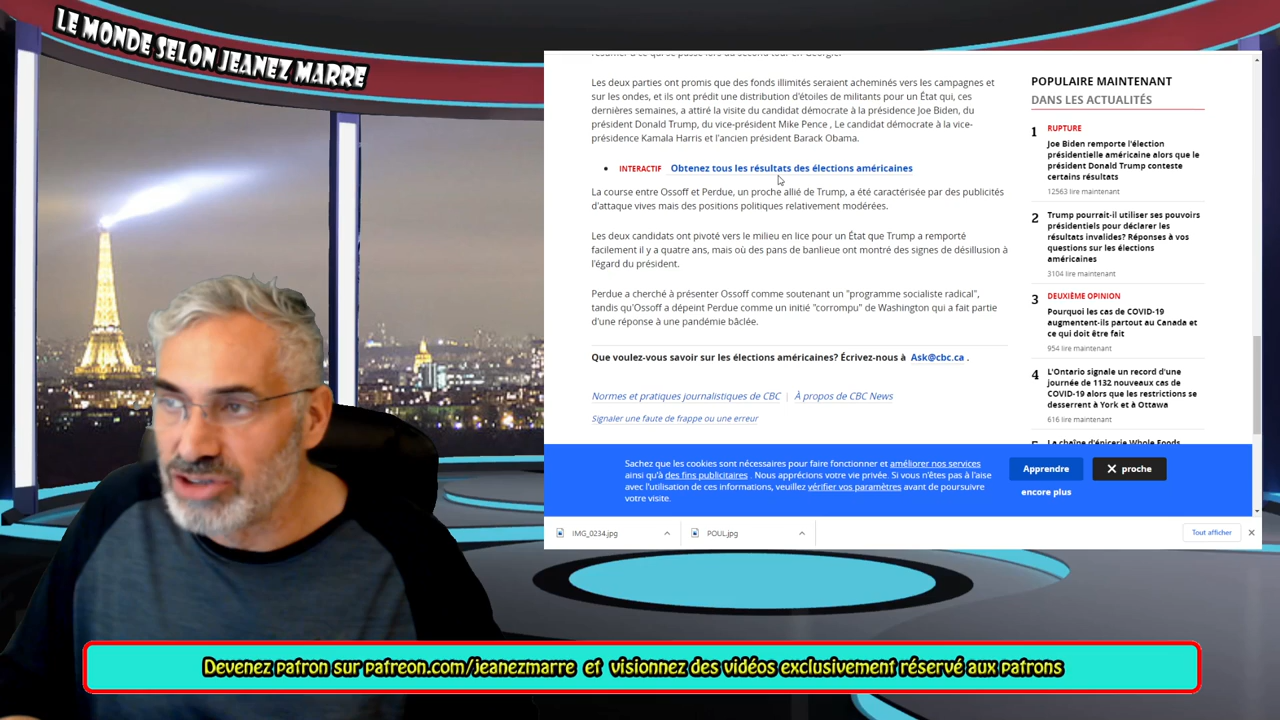 LE MONDE SELON JEANEZ MARRE
Les deux parties ont promis que des fonds illimités seraient acheminés vers les campagnes et
sur les ondes, et ils ont prédit une distribution d'étoiles de militants pour un État qui, ces
dernières semaines, a attiré la visite du candidat démocrate à la présidence Joe Biden, du
président Donald Trump, du vice-président Mike Pence , Le candidat démocrate à la vice-
présidence Kamala Harris et l'ancien président Barack Obama.
• INTERACTIF Obtenez tous les résultats des élections américaines
La course entre Ossoff et Perdue, un proche allié de Trump, a été caractérisée par des publicités
d'attaque vives mais des positions politiques relativement modérées.
Les deux candidats ont pivoté vers le milieu en lice pour un État que Trump a remporté
facilement il y a quatre ans, mais où des pans de banlieue ont montré des signes de désillusion à
l'égard du président.
Perdue a cherché à présenter Ossoff comme soutenant un "programme socialiste radical",
tandis qu'Ossoff a dépeint Perdue comme un initié "corrompu" de Washington qui a fait partie
d'une réponse à une pandémie bâclée.
Que voulez-vous savoir sur les élections américaines? Écrivez-nous à Ask@cbc.ca .
Normes et pratiques journalistiques de CBC | À propos de CBC News
Signaler une faute de frappe ou une erreur
POPULAIRE MAINTENANT
DANS LES ACTUALITÉS
1 RUPTURE
Joe Biden remporte l'élection
présidentielle américaine alors que le
président Donald Trump conteste
certains résultats
12563 lire maintenant
2 Trump pourrait-il utiliser ses pouvoirs
présidentiels pour déclarer les
résultats invalides? Réponses à vos
questions sur les élections
américaines
3104 lire maintenant
3 DEUXIÈME OPINION
Pourquoi les cas de COVID-19
augmentent-ils partout au Canada et
ce qui doit être fait
954 lire maintenant
4 L'Ontario signale un record d'une
journée de 1132 nouveaux cas de
COVID-19 alors que les restrictions se
desserrent à York et à Ottawa
616 lire maintenant
La chaîne d'épicerie Whole Foods
Sachez que les cookies sont nécessaires pour faire fonctionner et améliorer nos services
ainsi qu'à des fins publicitaires . Nous apprécions votre vie privée. Si vous n'êtes pas à l'aise
avec l'utilisation de ces informations, veuillez vérifier vos paramètres avant de poursuivre
votre visite.
Apprendre
encore plus
✕ proche
IMG_0234.jpg
POUL.jpg
Tout afficher
Devenez patron sur patreon.com/jeanezmarre et visionnez des vidéos exclusivement réservé aux patrons